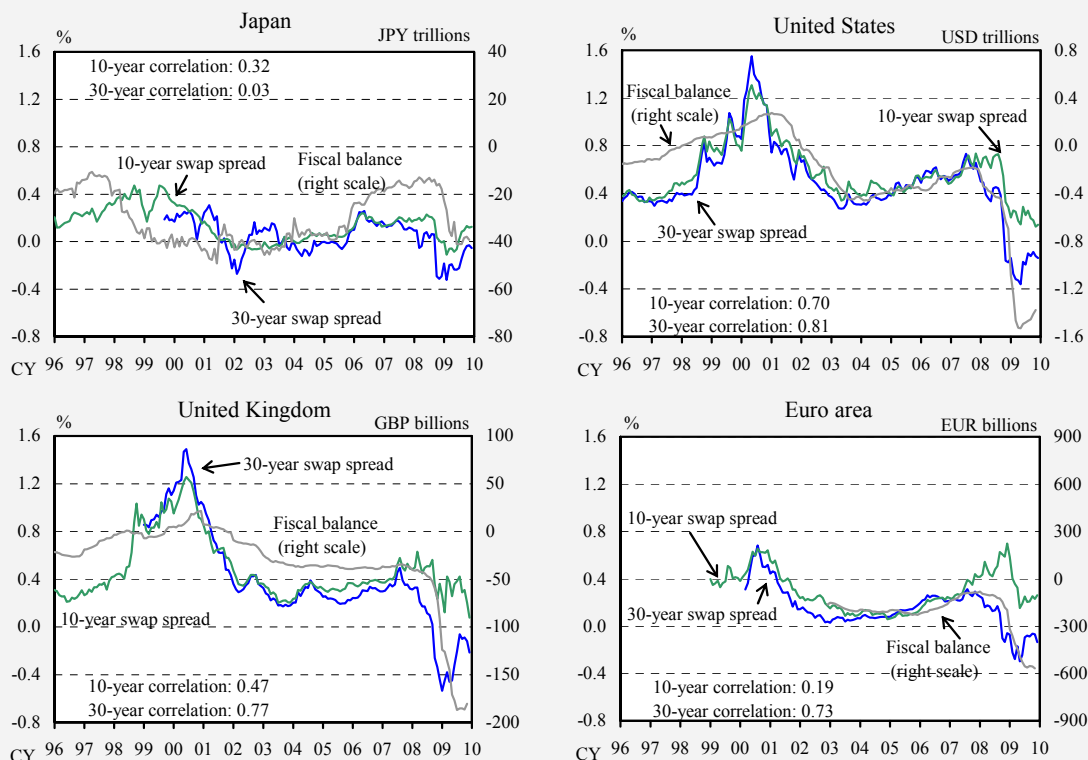 Japan
%
JPY trillions
1.6
1.2
0.8
0.4
0.0
-0.4
-0.8
40
20
0
-20
-40
-60
-80
10-year correlation: 0.32
30-year correlation: 0.03
10-year swap spread
Fiscal balance
(right scale)
30-year swap spread
CY 96 97 98 99 00 01 02 03 04 05 06 07 08 09 10
United States
%
USD trillions
1.6
1.2
0.8
0.4
0.0
-0.4
-0.8
0.8
0.4
0.0
-0.4
-0.8
-1.2
-1.6
Fiscal balance
(right scale)
10-year swap spread
30-year swap spread
10-year correlation: 0.70
30-year correlation: 0.81
CY 96 97 98 99 00 01 02 03 04 05 06 07 08 09 10
United Kingdom
%
GBP billions
1.6
1.2
0.8
0.4
0.0
-0.4
-0.8
100
50
0
-50
-100
-150
-200
30-year swap spread
Fiscal balance
(right scale)
10-year swap spread
10-year correlation: 0.47
30-year correlation: 0.77
CY 96 97 98 99 00 01 02 03 04 05 06 07 08 09 10
Euro area
%
EUR billions
1.6
1.2
0.8
0.4
0.0
-0.4
-0.8
900
600
300
0
-300
-600
-900
10-year swap spread
30-year swap spread
Fiscal balance
(right scale)
10-year correlation: 0.19
30-year correlation: 0.73
CY 96 97 98 99 00 01 02 03 04 05 06 07 08 09 10